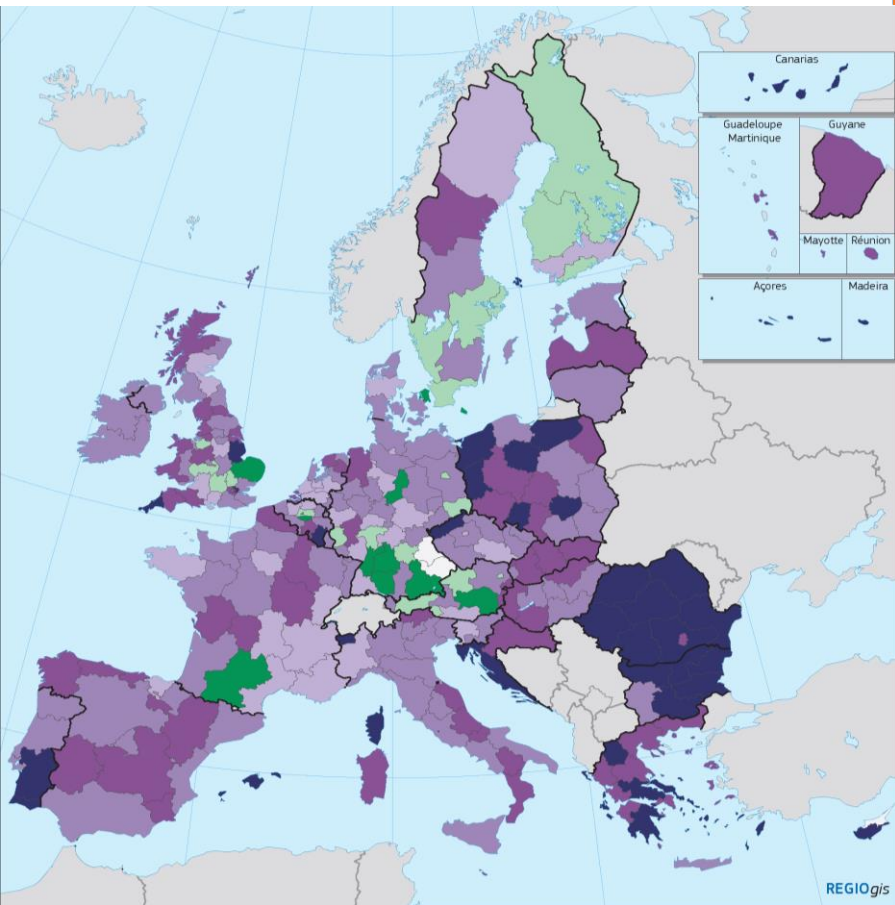 Canarias
Guadeloupe
Martinique
Guyane
Mayotte
Réunion
Açores
Madeira
REGIOgis